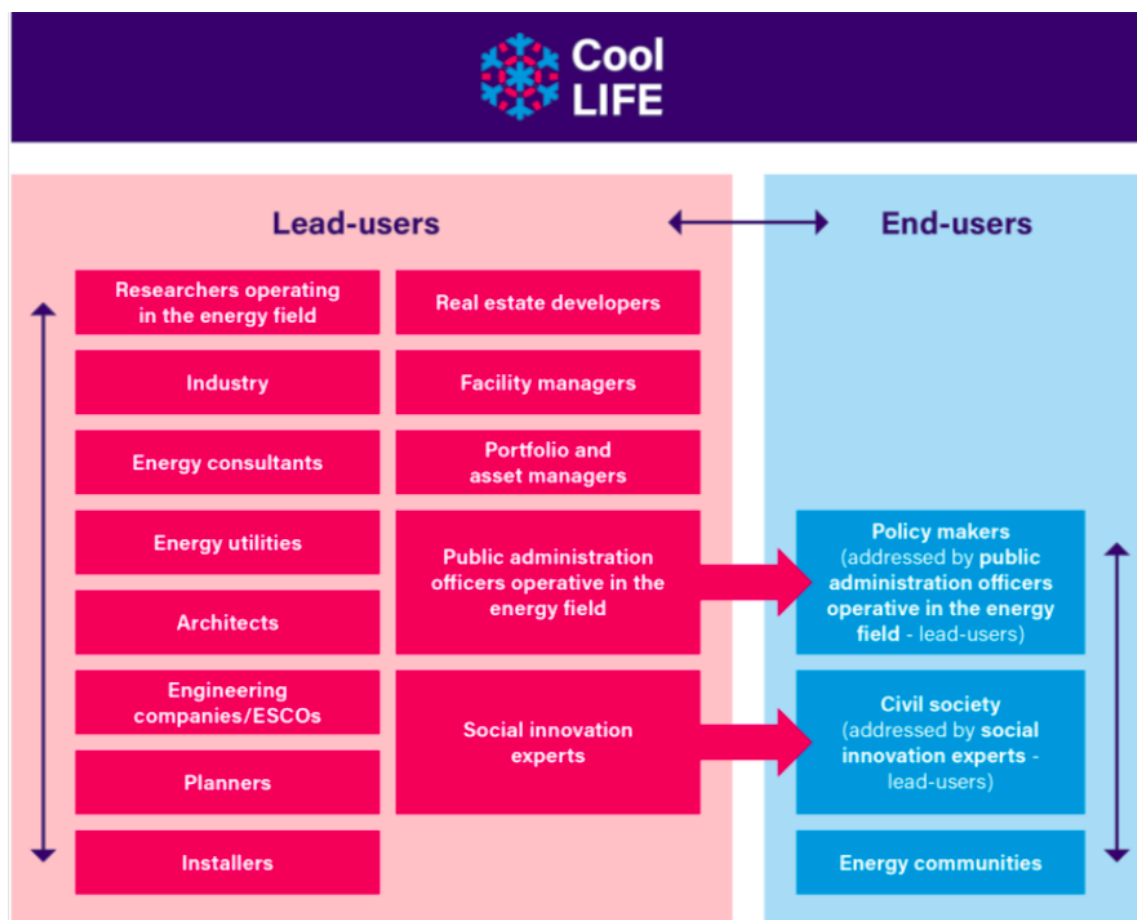 Cool
LIFE
Lead-users
End-users
Researchers operating
in the energy field
Real estate developers
Industry
Facility managers
Energy consultants
Portfolio and
asset managers
Energy utilities
Public administration
officers operative in the
energy field
Architects
Engineering
companies/ESCOs
Social innovation
experts
Planners
Installers
Policy makers
(addressed by public
administration officers
operative in the energy
field - lead-users)
Civil society
(addressed by social
innovation experts -
lead-users)
Energy communities